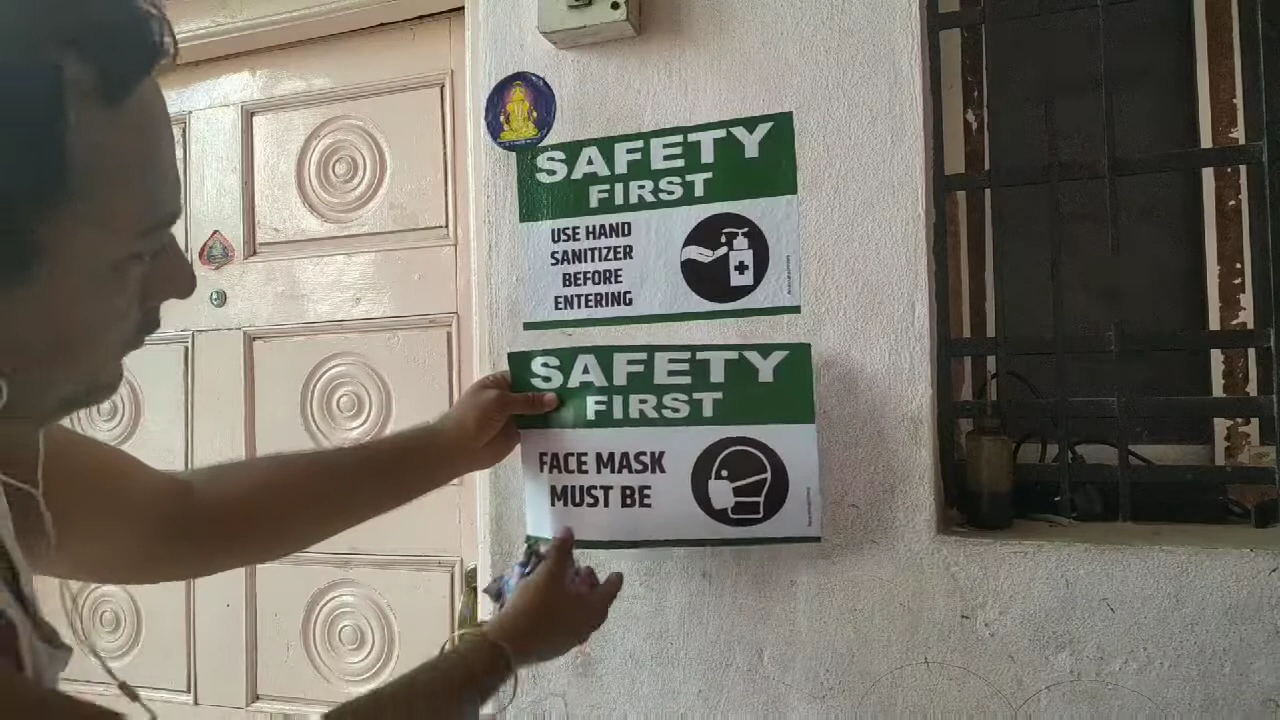 SAFETY
FIRST
USE HAND
SANITIZER
BEFORE
ENTERING
SAFETY
FIRST
FACE MASK
MUST BE